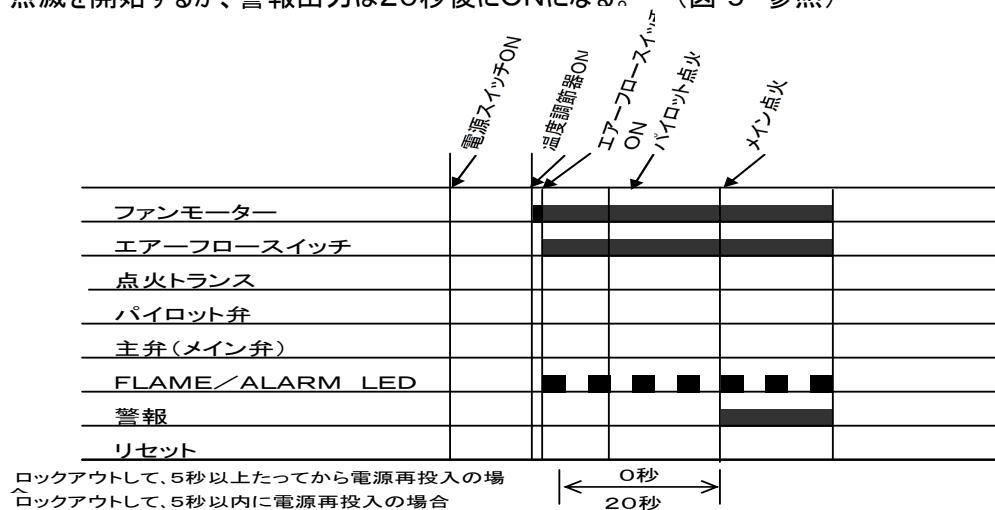 点滅を開始するが、警報出力は20秒後にONになる。 (図-5 参照)
電源スイッチON
温度調節器ON
エアーフロースイッチ
ON
パイロット点火
メイン点火
ファンモーター
エアーフロースイッチ
点火トランス
パイロット弁
主弁(メイン弁)
FLAME/ALARM LED
警報
リセット
ロックアウトして、5秒以上たってから電源再投入の場
0秒
ロックアウトして、5秒以内に電源再投入の場合
20秒